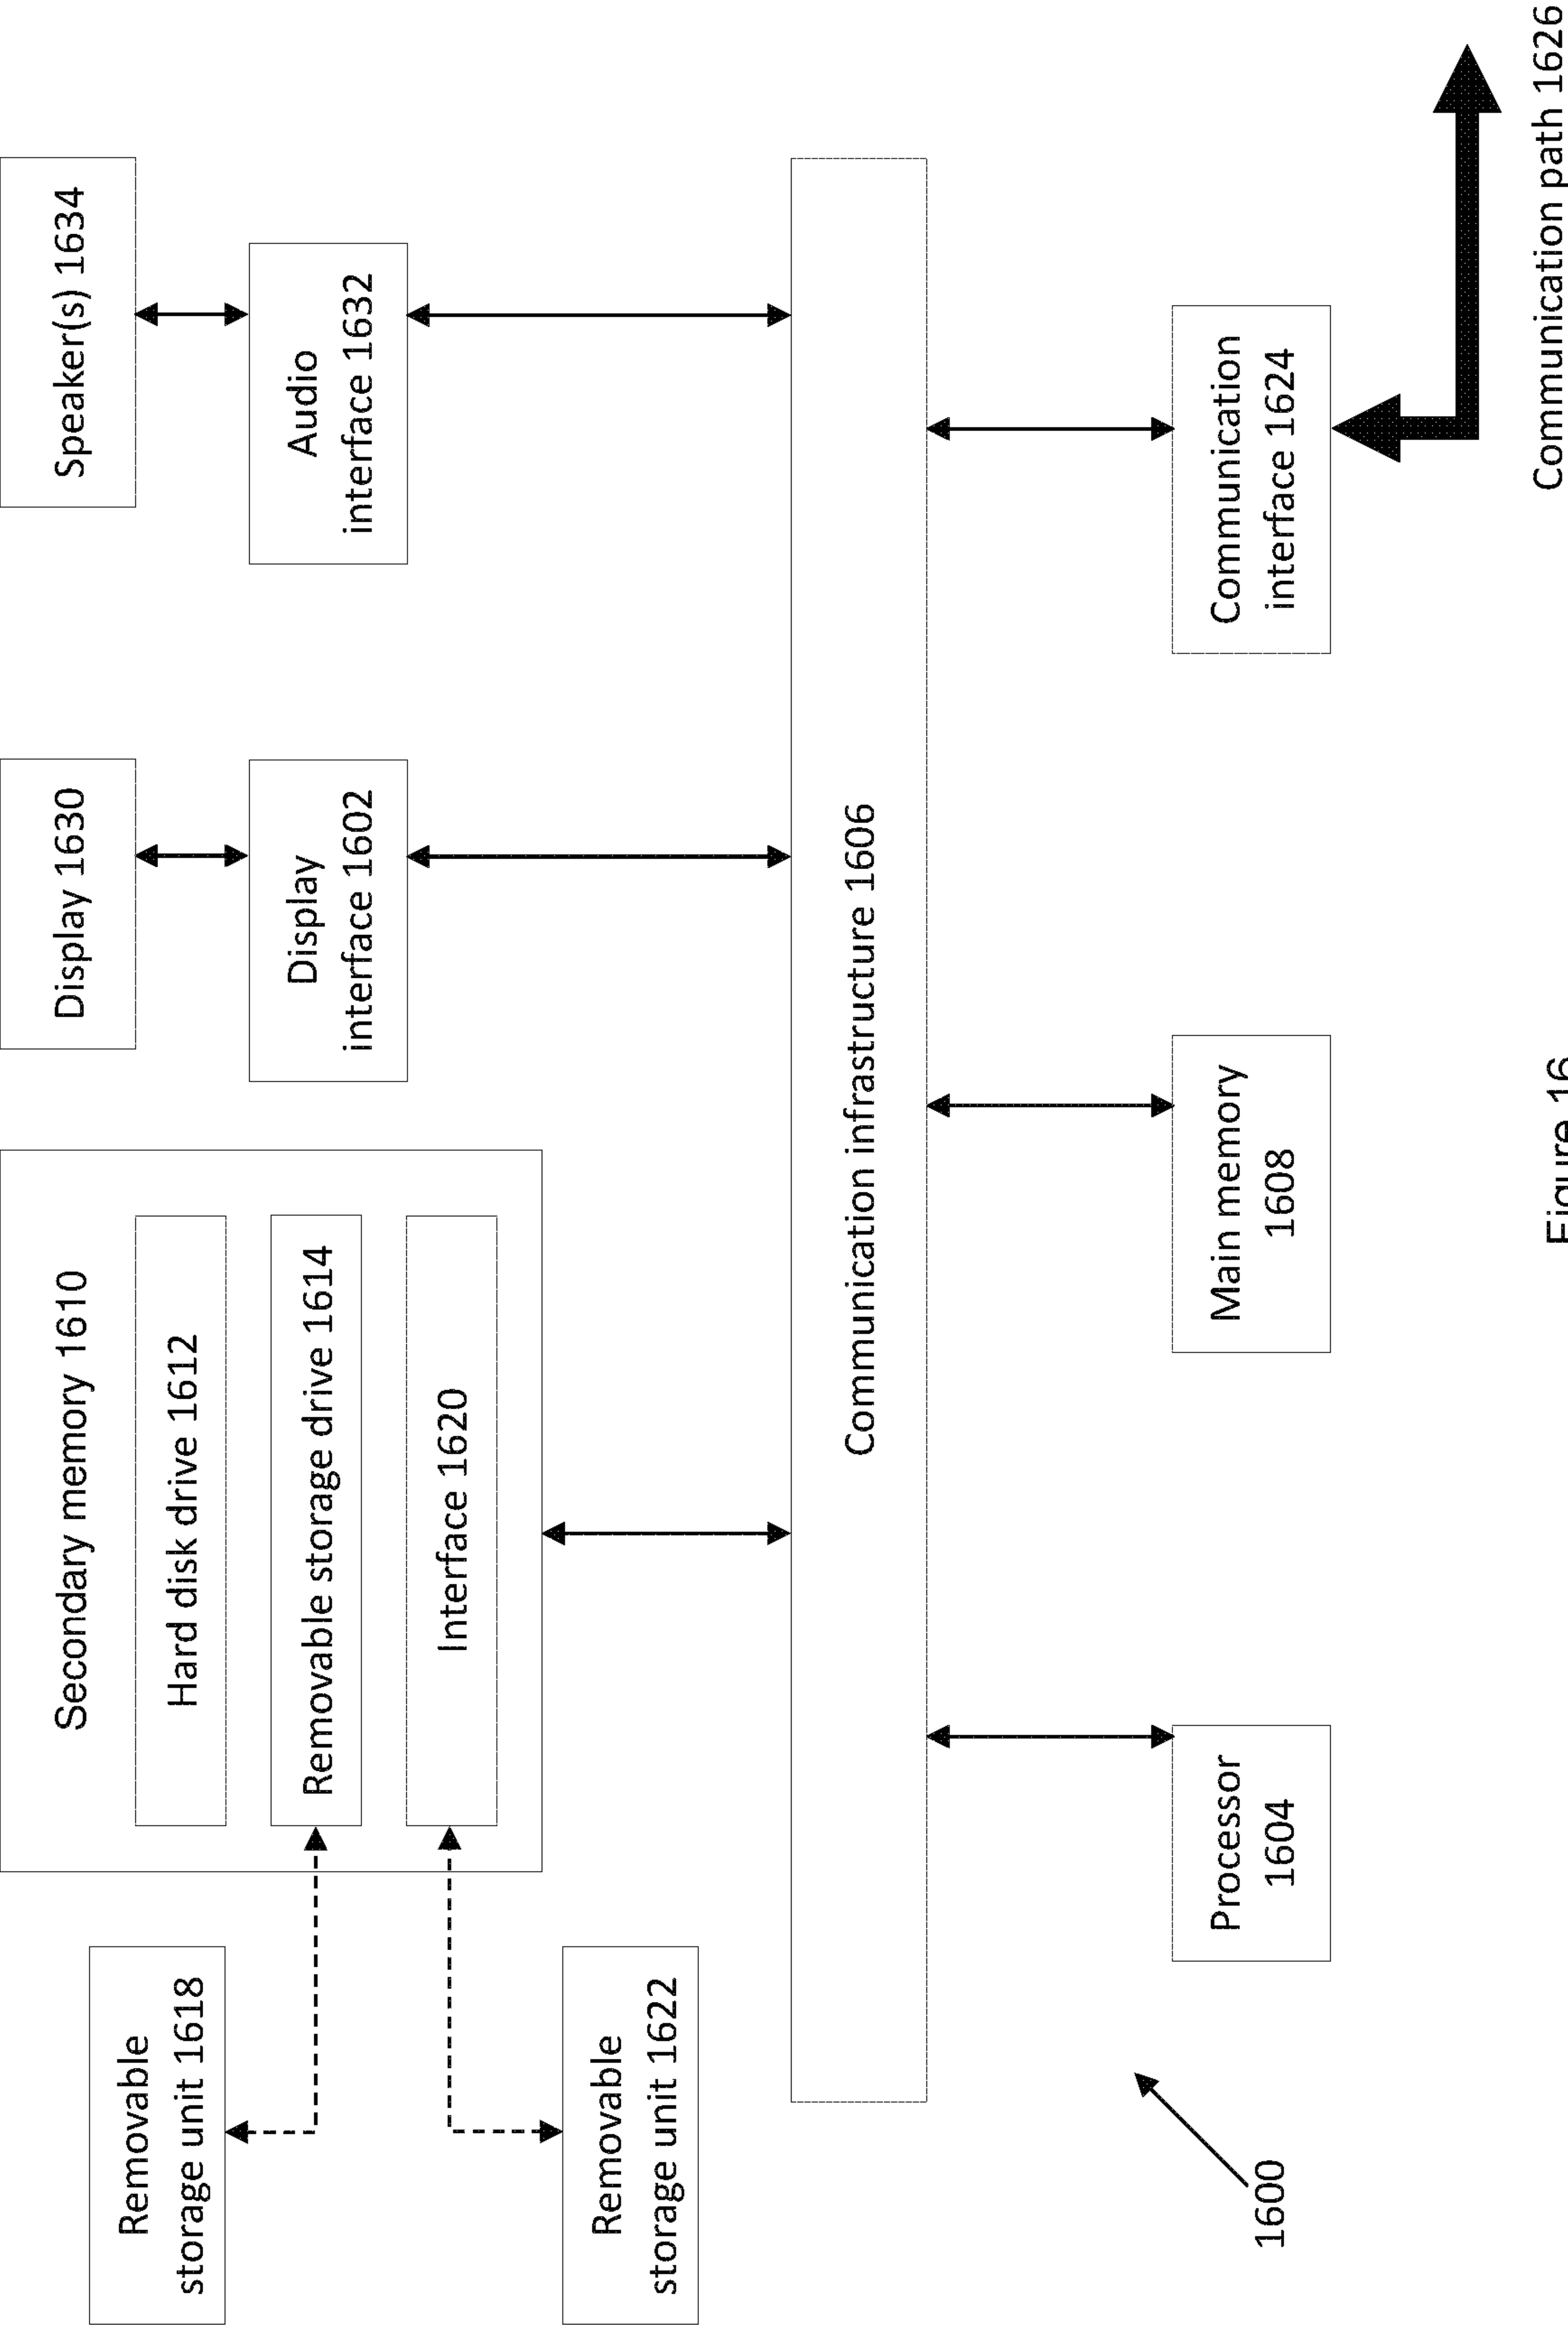 Removable
storage unit 1618
Removable
storage unit 1622
Secondary memory 1610
Hard disk drive 1612
Removable storage drive 1614
Interface 1620
Display 1630
Display
interface 1602
Speaker(s) 1634
Audio
interface 1632
Communication infrastructure 1606
1600
Processor
1604
Main memory
1608
Communication
interface 1624
Communication path 1626
Figure 16